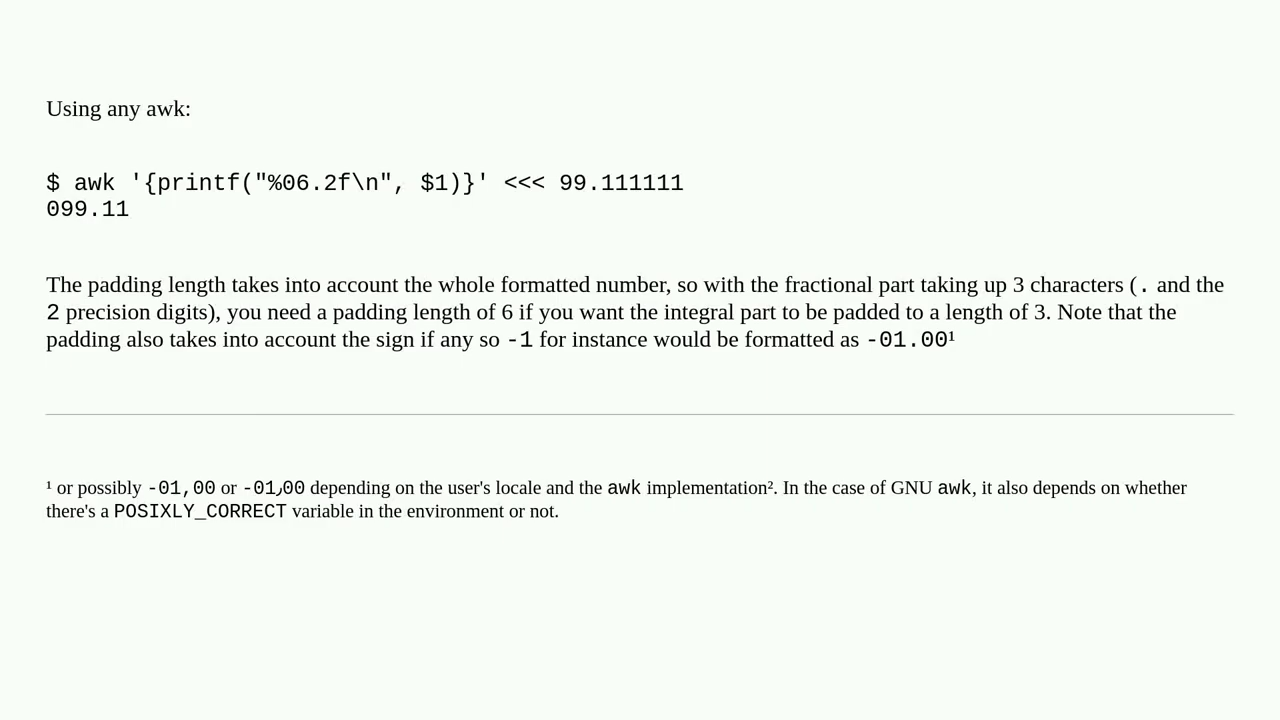 Using any awk:
$ awk '{printf("%06.2f\n", $1)}' <<< 99.111111
099.11
The padding length takes into account the whole formatted number, so with the fractional part taking up 3 characters (. and the
2 precision digits), you need a padding length of 6 if you want the integral part to be padded to a length of 3. Note that the
padding also takes into account the sign if any so -1 for instance would be formatted as -01.00¹
¹ or possibly -01,00 or -01٫00 depending on the user's locale and the awk implementation². In the case of GNU awk, it also depends on whether
there's a POSIXLY_CORRECT variable in the environment or not.